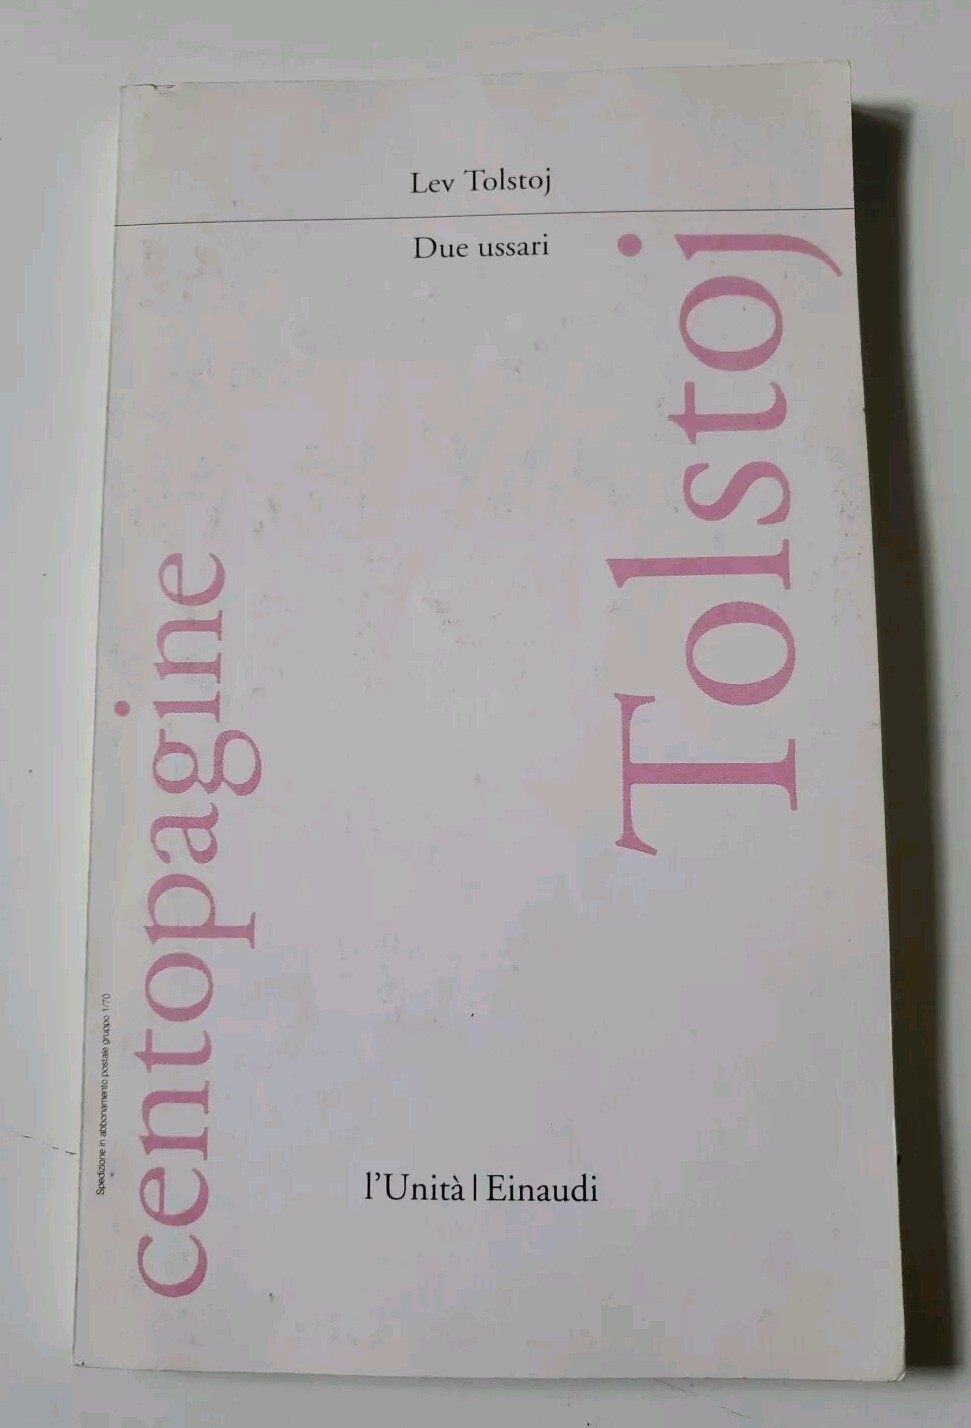 Lev Tolstoj
Due ussari
Tolstoj
centopagine
Spedizione in abbonamento postale gruppo 1/70
l'Unità | Einaudi